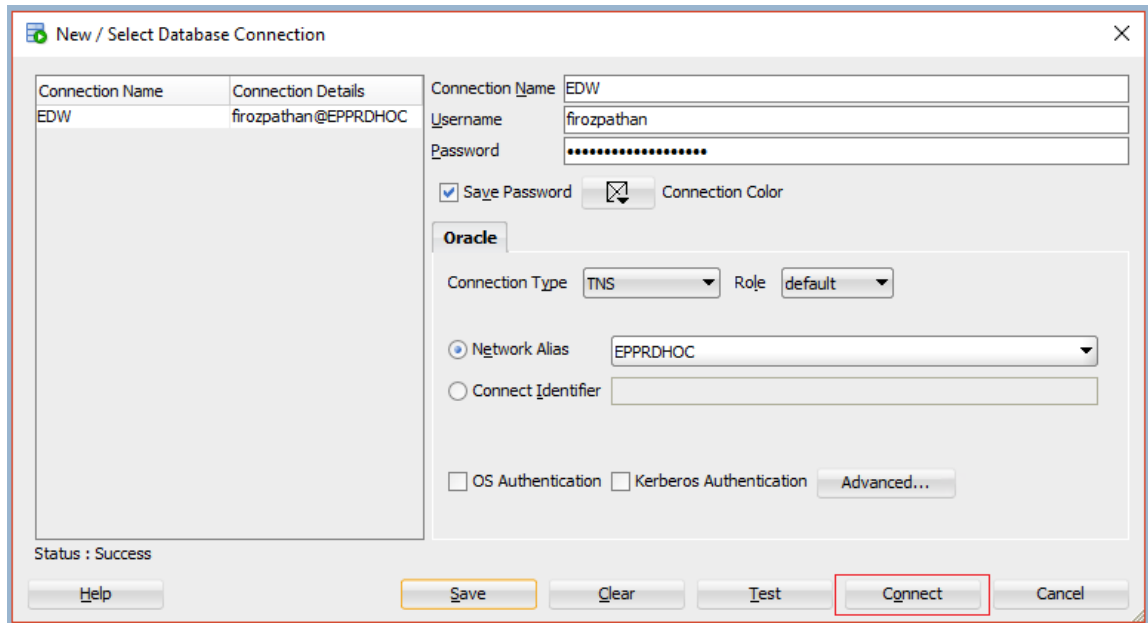 New / Select Database Connection
Connection Name Connection Details
EDW firozpathan@EPPRDHOC
Connection Name EDW
Username firozpathan
Password •••••••••••••••••••
Save Password Connection Color
Oracle
Connection Type TNS Role default
Network Alias EPPRDHOC
Connect Identifier
OS Authentication Kerberos Authentication Advanced...
Status : Success
Help Save Clear Test Connect Cancel